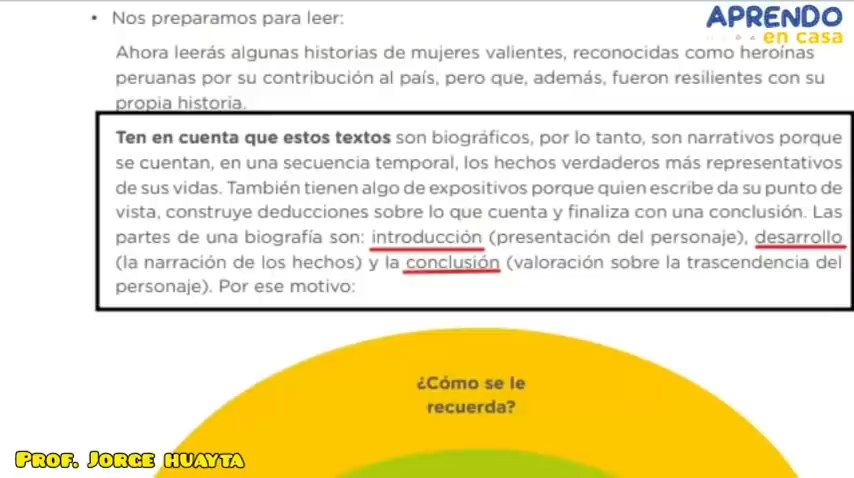 • Nos preparamos para leer:
APRENDO
en casa
Ahora leerás algunas historias de mujeres valientes, reconocidas como heroínas
peruanas por su contribución al país, pero que, además, fueron resilientes con su
propia historia.
Ten en cuenta que estos textos son biográficos, por lo tanto, son narrativos porque
se cuentan, en una secuencia temporal, los hechos verdaderos más representativos
de sus vidas. También tienen algo de expositivos porque quien escribe da su punto de
vista, construye deducciones sobre lo que cuenta y finaliza con una conclusión. Las
partes de una biografía son: introducción (presentación del personaje), desarrollo
(la narración de los hechos) y la conclusión (valoración sobre la trascendencia del
personaje). Por ese motivo:
¿Cómo se le
recuerda?
PROF. JORGE HUAYTA